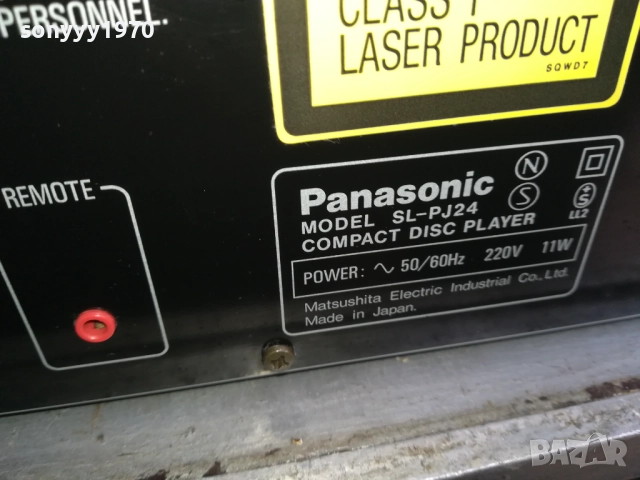 PERSONNEL.
sonyyy1970
CLASS 1
LASER PRODUCT
SQWD7
REMOTE
Panasonic
MODEL SL-PJ24
COMPACT DISC PLAYER
N
S
S
LL2
POWER: ∿ 50/60Hz 220V 11W
Matsushita Electric Industrial Co., Ltd.
Made in Japan.
BAZAR